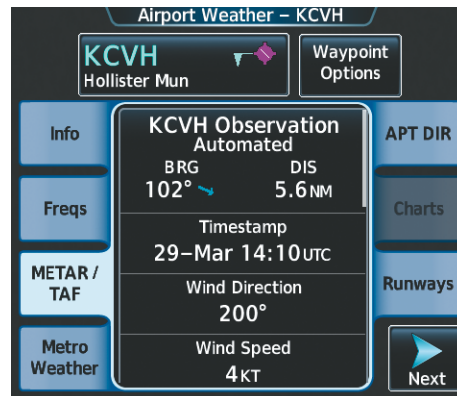 Airport Weather – KCVH
KCVH
Hollister Mun
Waypoint
Options
Info
Freqs
METAR /
TAF
Metro
Weather
KCVH Observation
Automated
BRG DIS
102° 5.6NM
Timestamp
29–Mar 14:10UTC
Wind Direction
200°
Wind Speed
4KT
APT DIR
Charts
Runways
Next